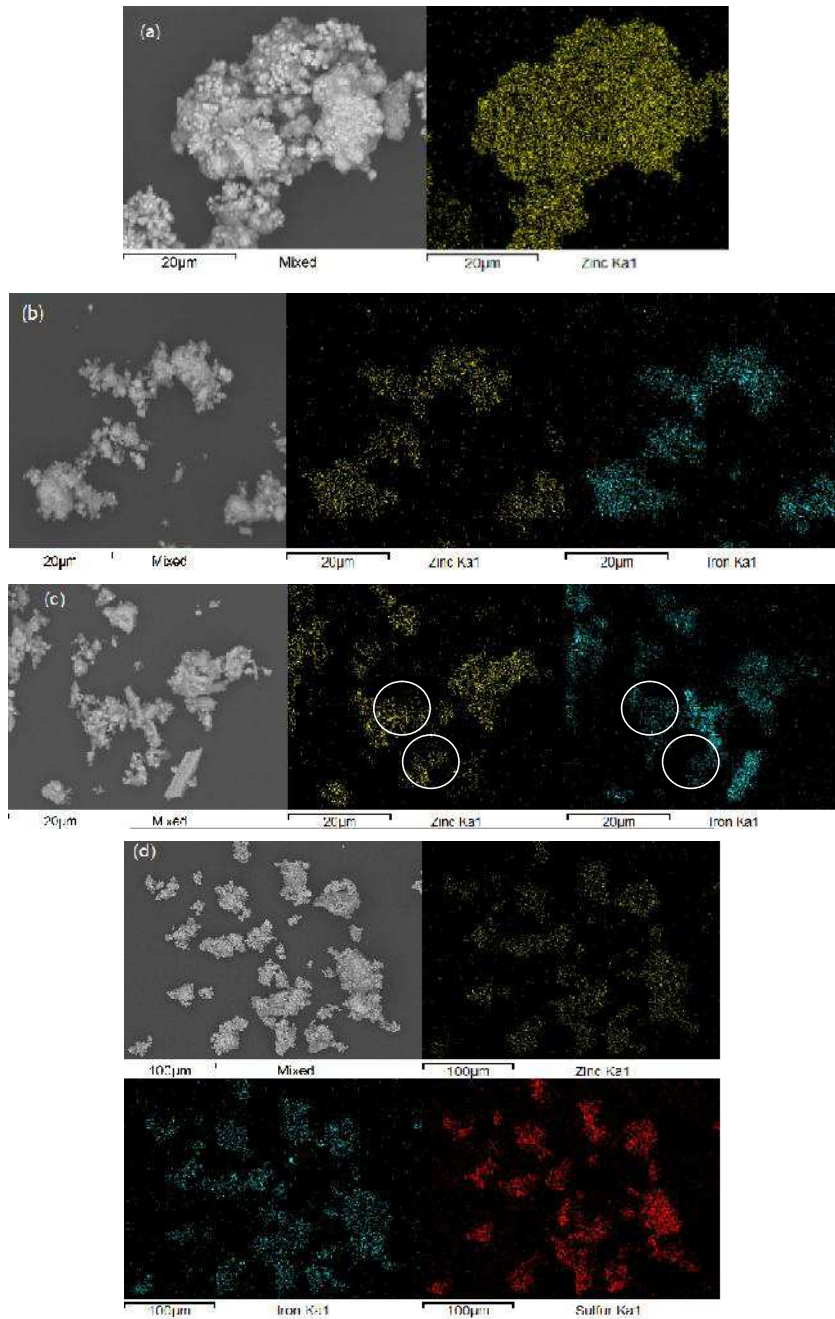 (a)
20µm Mixed 20µm Zinc Ka1
(b)
20µm Mixed 20µm Zinc Ka1 20µm Iron Ka1
(c)
20µm Mixed 20µm Zinc Ka1 20µm Iron Ka1
(d)
100µm Mixed 100µm Zinc Ka1
100µm Iron Ka1 100µm Sulfur Ka1